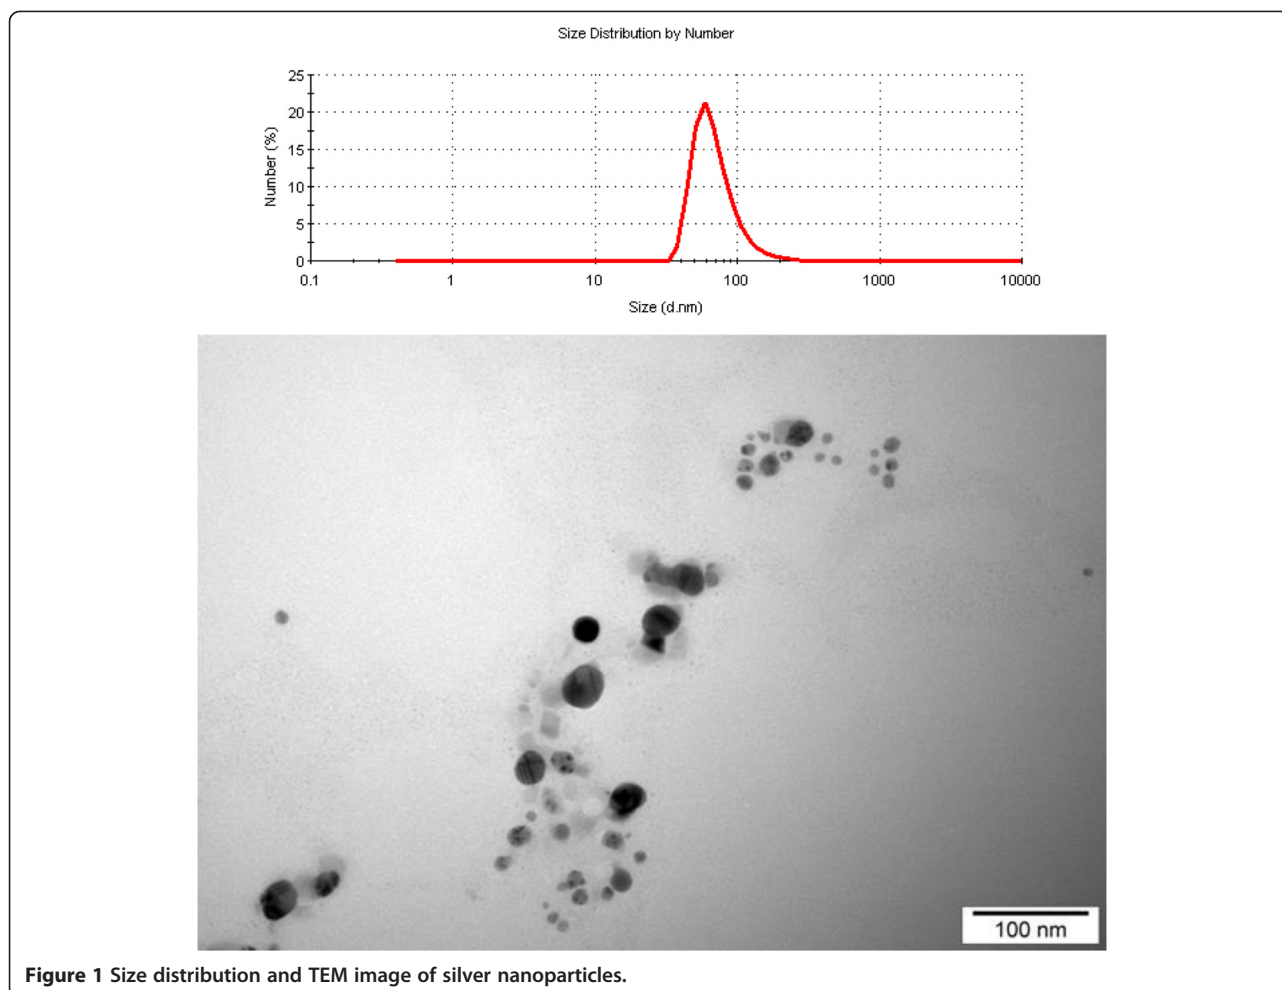 Size Distribution by Number
25
20
15
10
5
0
Number (%)
0.1 1 10 100 1000 10000
Size (d.nm)
100 nm
Figure 1 Size distribution and TEM image of silver nanoparticles.